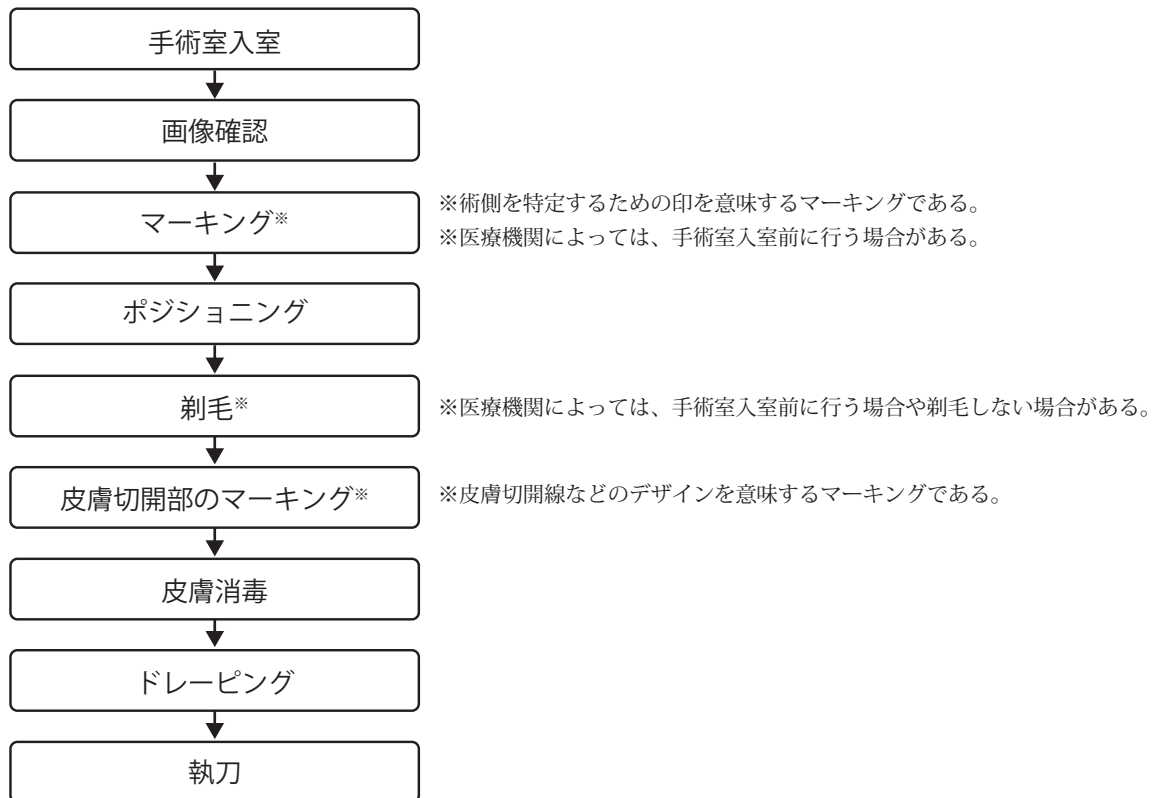 手術室入室
画像確認
マーキング※
※術側を特定するための印を意味するマーキングである。
※医療機関によっては、手術室入室前に行う場合がある。
ポジショニング
剃毛※
※医療機関によっては、手術室入室前に行う場合や剃毛しない場合がある。
皮膚切開部のマーキング※
※皮膚切開線などのデザインを意味するマーキングである。
皮膚消毒
ドレーピング
執刀